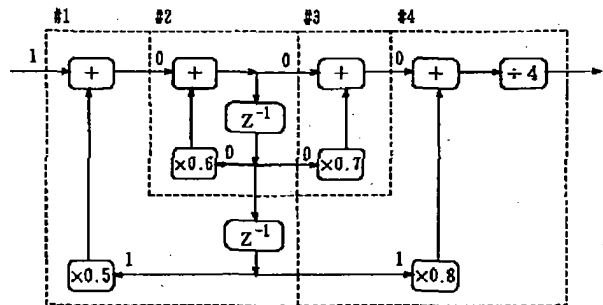 #1 #2 #3 #4
1 0 0 0
+ + + + ÷4
Z⁻¹
×0.6 0 0 ×0.7
Z⁻¹
×0.5 1 1 ×0.8